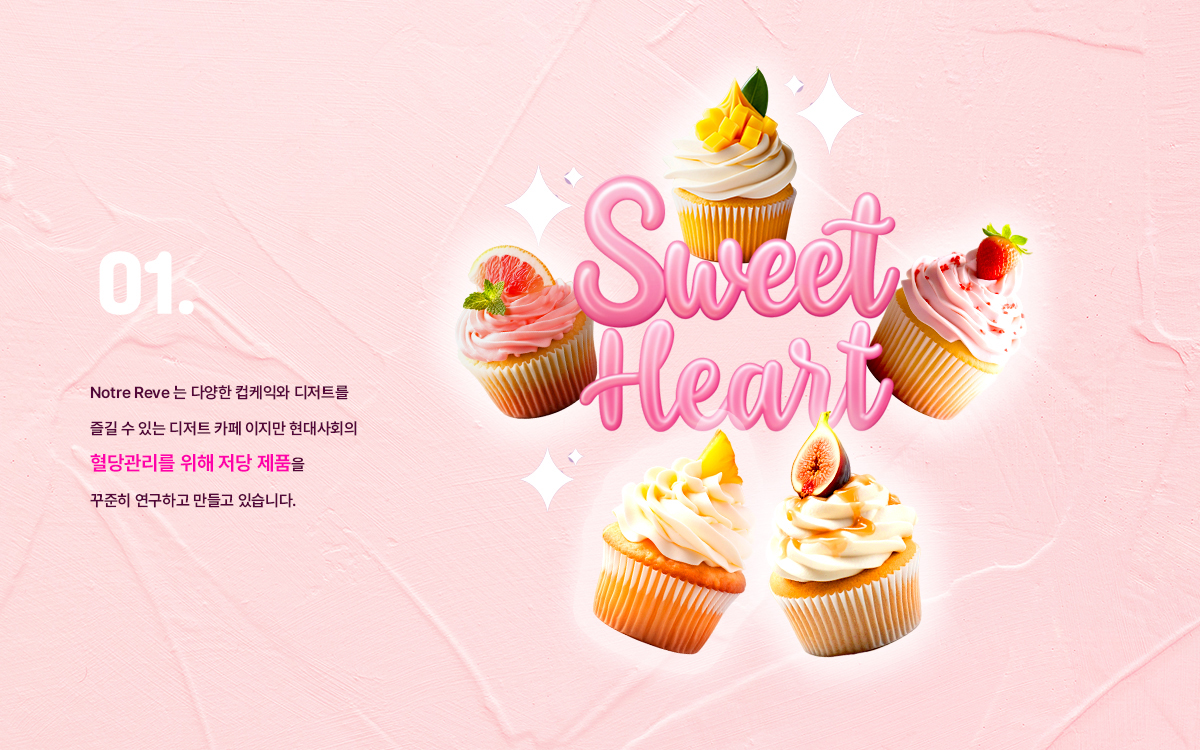 01.
Notre Reve 는 다양한 컵케익와 디저트를
즐길 수 있는 디저트 카페 이지만 현대사회의
혈당관리를 위해 저당 제품을
꾸준히 연구하고 만들고 있습니다.
Sweet
Heart